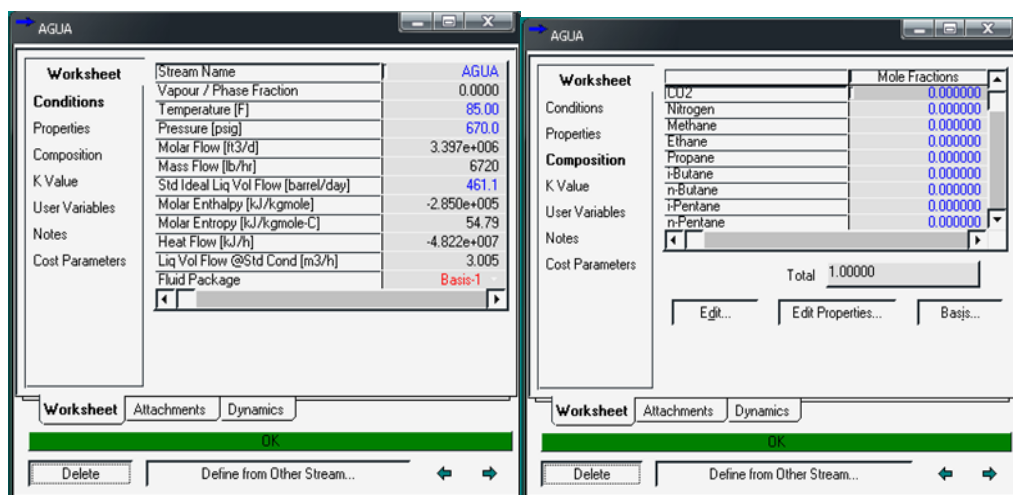 AGUA
Worksheet
Conditions
Properties
Composition
K Value
User Variables
Notes
Cost Parameters
Stream Name AGUA
Vapour / Phase Fraction 0.0000
Temperature [F] 85.00
Pressure [psig] 670.0
Molar Flow [ft3/d] 3.397e+006
Mass Flow [lb/hr] 6720
Std Ideal Liq Vol Flow [barrel/day] 461.1
Molar Enthalpy [kJ/kgmole] -2.850e+005
Molar Entropy [kJ/kgmole-C] 54.79
Heat Flow [kJ/h] -4.822e+007
Liq Vol Flow @Std Cond [m3/h] 3.005
Fluid Package Basis-1
Worksheet Attachments Dynamics
OK
Delete Define from Other Stream...
AGUA
Worksheet
Conditions
Properties
Composition
K Value
User Variables
Notes
Cost Parameters
Mole Fractions
CO2 0.000000
Nitrogen 0.000000
Methane 0.000000
Ethane 0.000000
Propane 0.000000
i-Butane 0.000000
n-Butane 0.000000
i-Pentane 0.000000
n-Pentane 0.000000
Total 1.00000
Edit... Edit Properties... Basis...
Worksheet Attachments Dynamics
OK
Delete Define from Other Stream...